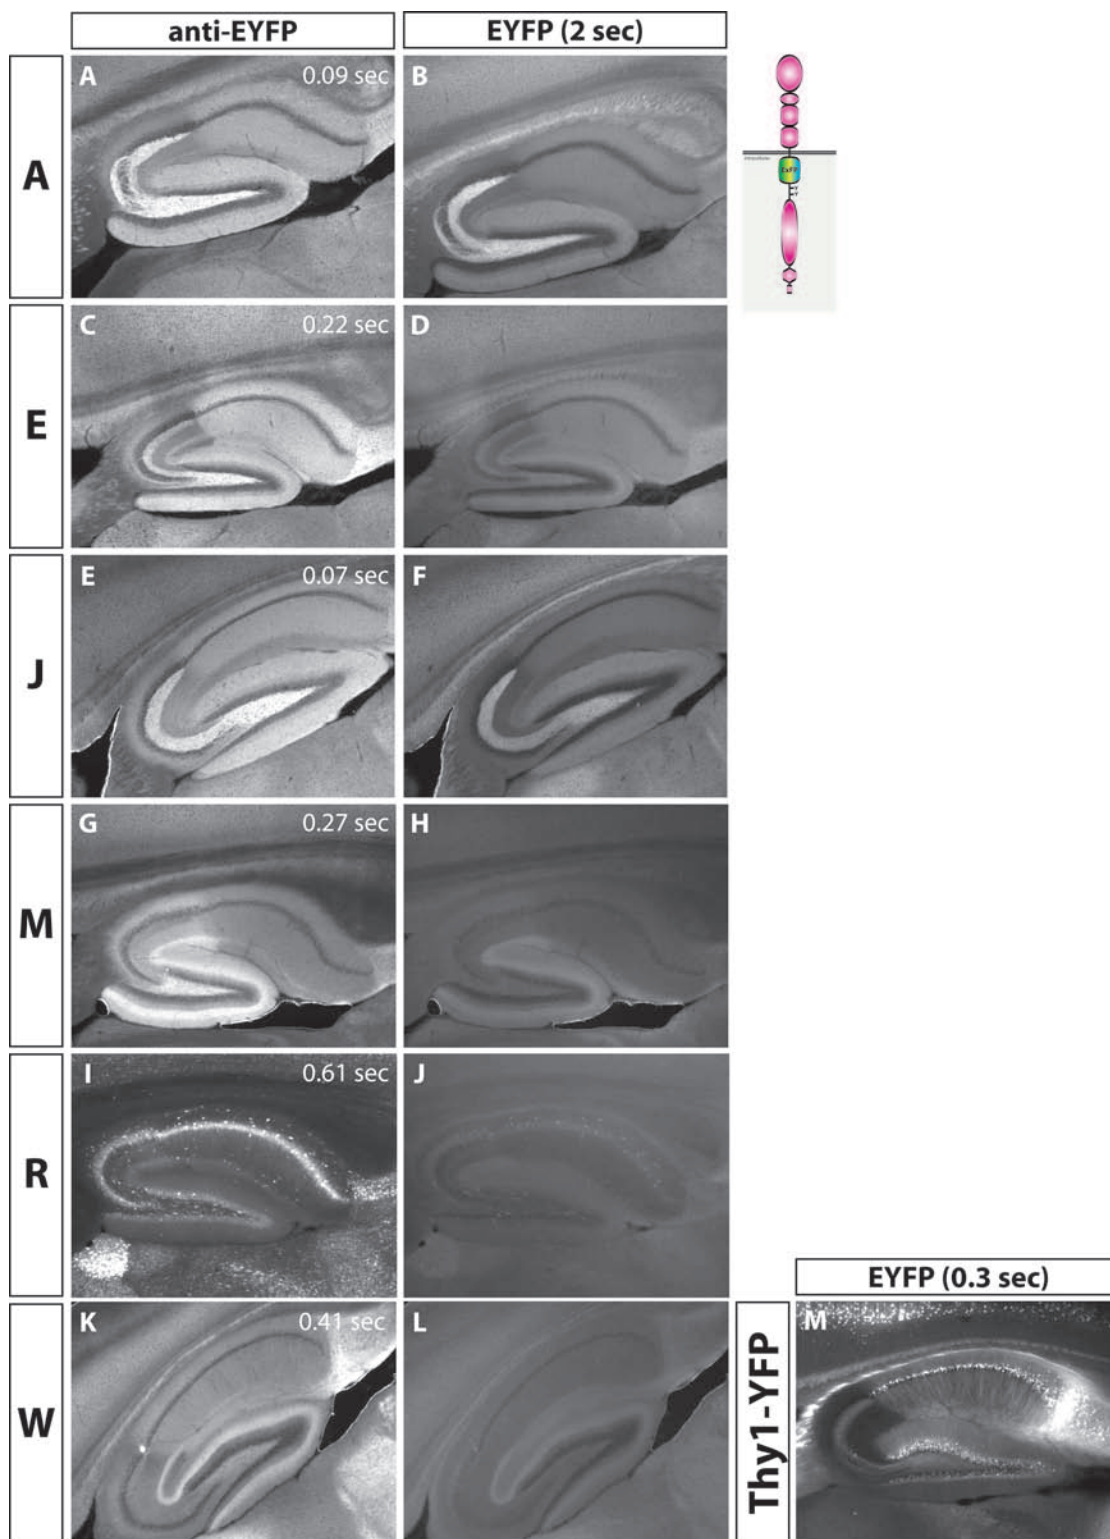 anti-EYFP
EYFP (2 sec)
A
A
0.09 sec
B
E
C
0.22 sec
D
J
E
0.07 sec
F
M
G
0.27 sec
H
R
I
0.61 sec
J
EYFP (0.3 sec)
W
K
0.41 sec
L
Thy1-YFP
M